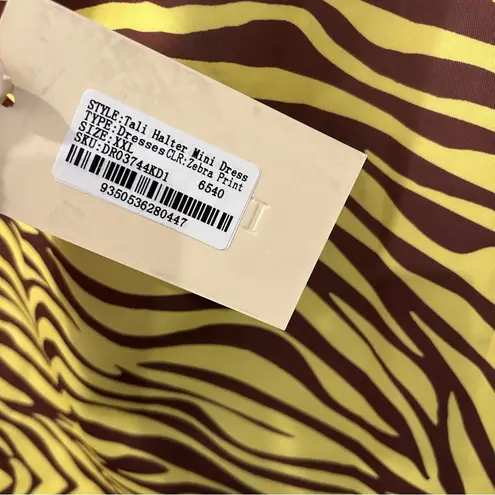 STYLE:Tali Halter Mini Dress
TYPE:Dresses CLR:Zebra Print
SIZE:XXL
SKU:DR03744KD1 6540
9350536280447